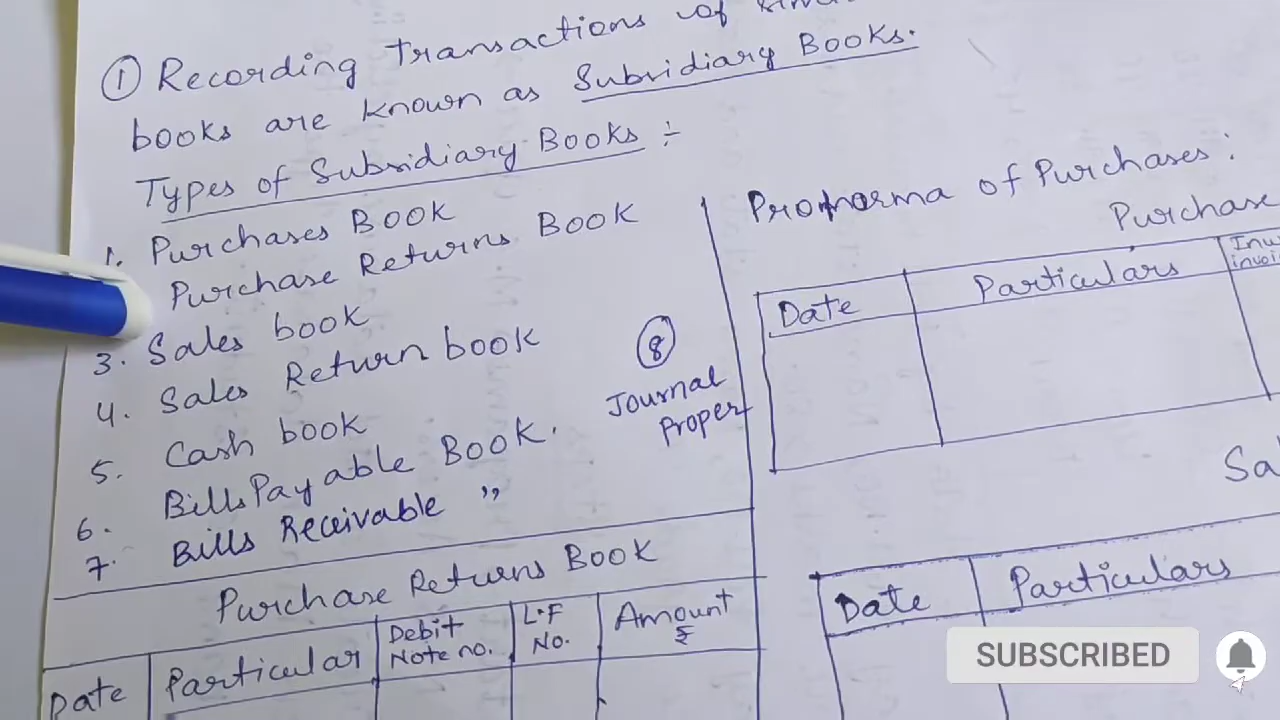 ① Recording Transactions of
books are known as Subsidiary Books.
Types of Subsidiary Books :-
1. Purchases Book
Purchase Returns Book
3. Sales book
4. Sales Return book
5. Cash book
6. Bills Payable Book.
7. Bills Receivable "
⑧
Journal
Proper
Purchase Returns Book
Date Particular Debit Note no. L.F No. Amount ₹
Proforma of Purchases :
Purchase
Date Particulars
Sa
Date Particulars
SUBSCRIBED